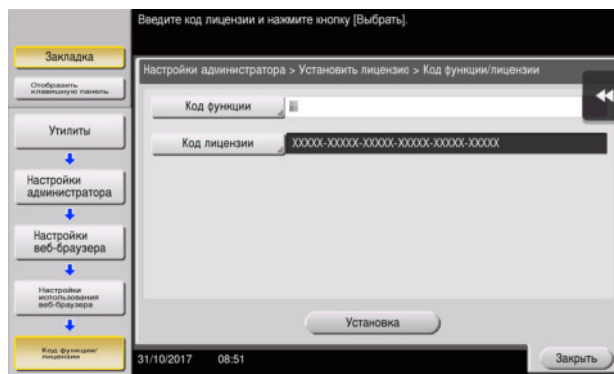 Введите код лицензии и нажмите кнопку [Выбрать].
Закладка
Отобразить
клавишную панель
Настройки администратора > Установить лицензию > Код функции/лицензии
Код функции
Код лицензии
XXXXX-XXXXX-XXXXX-XXXXX-XXXXX-XXXXX
Утилиты
Настройки
администратора
Настройки
веб-браузера
Настройки
использования
веб-браузера
Код функции/
лицензии
Установка
31/10/2017 08:51
Закрыть